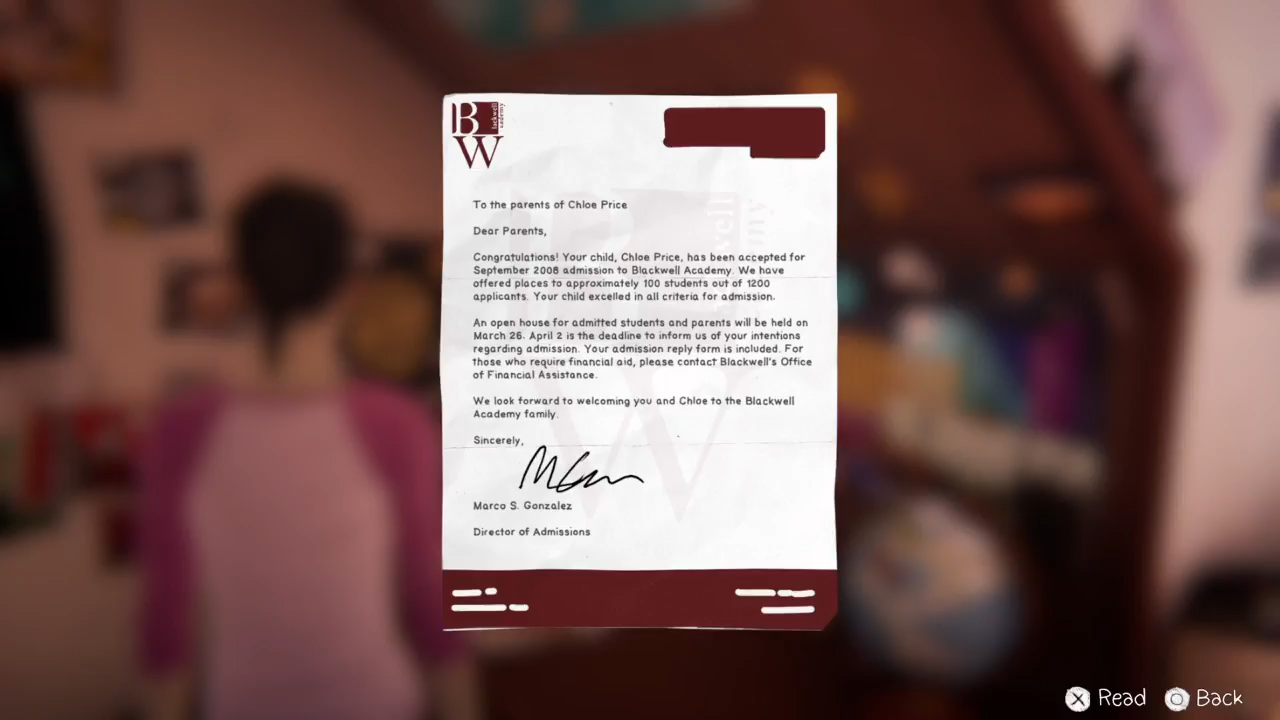 B lackwell
cademy
W
To the parents of Chloe Price
Dear Parents,
Congratulations! Your child, Chloe Price, has been accepted for
September 2008 admission to Blackwell Academy. We have
offered places to approximately 100 students out of 1200
applicants. Your child excelled in all criteria for admission.
An open house for admitted students and parents will be held on
March 26. April 2 is the deadline to inform us of your intentions
regarding admission. Your admission reply form is included. For
those who require financial aid, please contact Blackwell's Office
of Financial Assistance.
We look forward to welcoming you and Chloe to the Blackwell
Academy family.
Sincerely,
Marco S. Gonzalez
Director of Admissions
X Read O Back